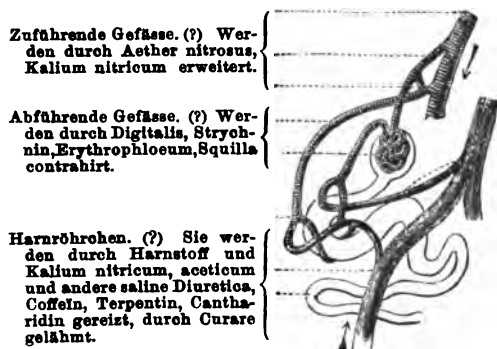 Zuführende Gefässe. (?) Wer-
den durch Aether nitrosus,
Kalium nitricum erweitert.
Abführende Gefässe. (?) Wer-
den durch Digitalis, Strych-
nin, Erythrophloeum, Squilla
contrahirt.
Harnröhrchen. (?) Sie wer-
den durch Harnstoff und
Kalium nitricum, aceticum
und andere saline Diuretica,
Coffeïn, Terpentin, Cantha-
ridin gereizt, durch Curare
gelähmt.